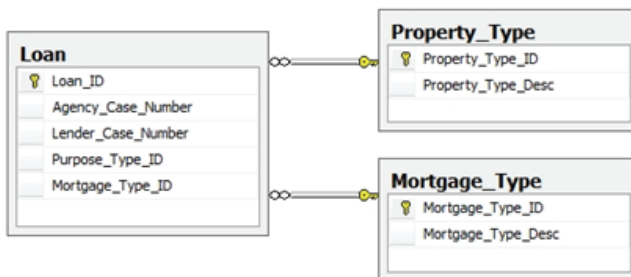 Loan
Loan_ID
Agency_Case_Number
Lender_Case_Number
Purpose_Type_ID
Mortgage_Type_ID
Property_Type
Property_Type_ID
Property_Type_Desc
Mortgage_Type
Mortgage_Type_ID
Mortgage_Type_Desc